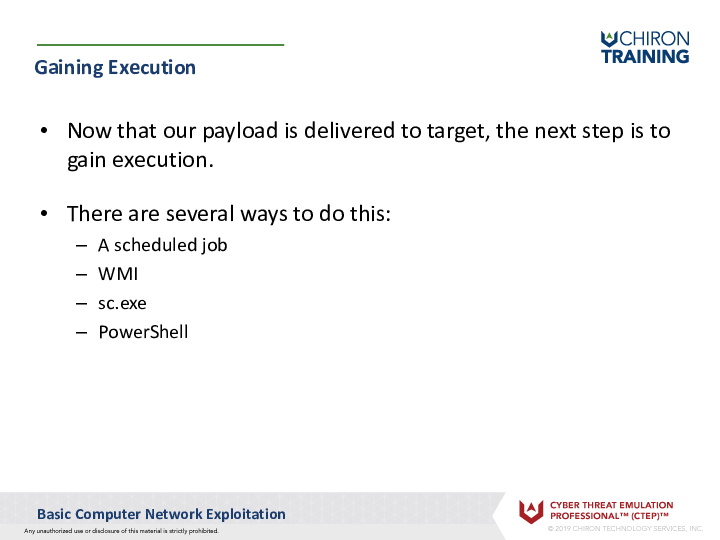 CHIRON
TRAINING
Gaining Execution
• Now that our payload is delivered to target, the next step is to
gain execution.
• There are several ways to do this:
– A scheduled job
– WMI
– sc.exe
– PowerShell
Basic Computer Network Exploitation
Any unauthorized use or disclosure of this material is strictly prohibited.
CYBER THREAT EMULATION
PROFESSIONAL™ (CTEP)™
© 2019 CHIRON TECHNOLOGY SERVICES, INC.